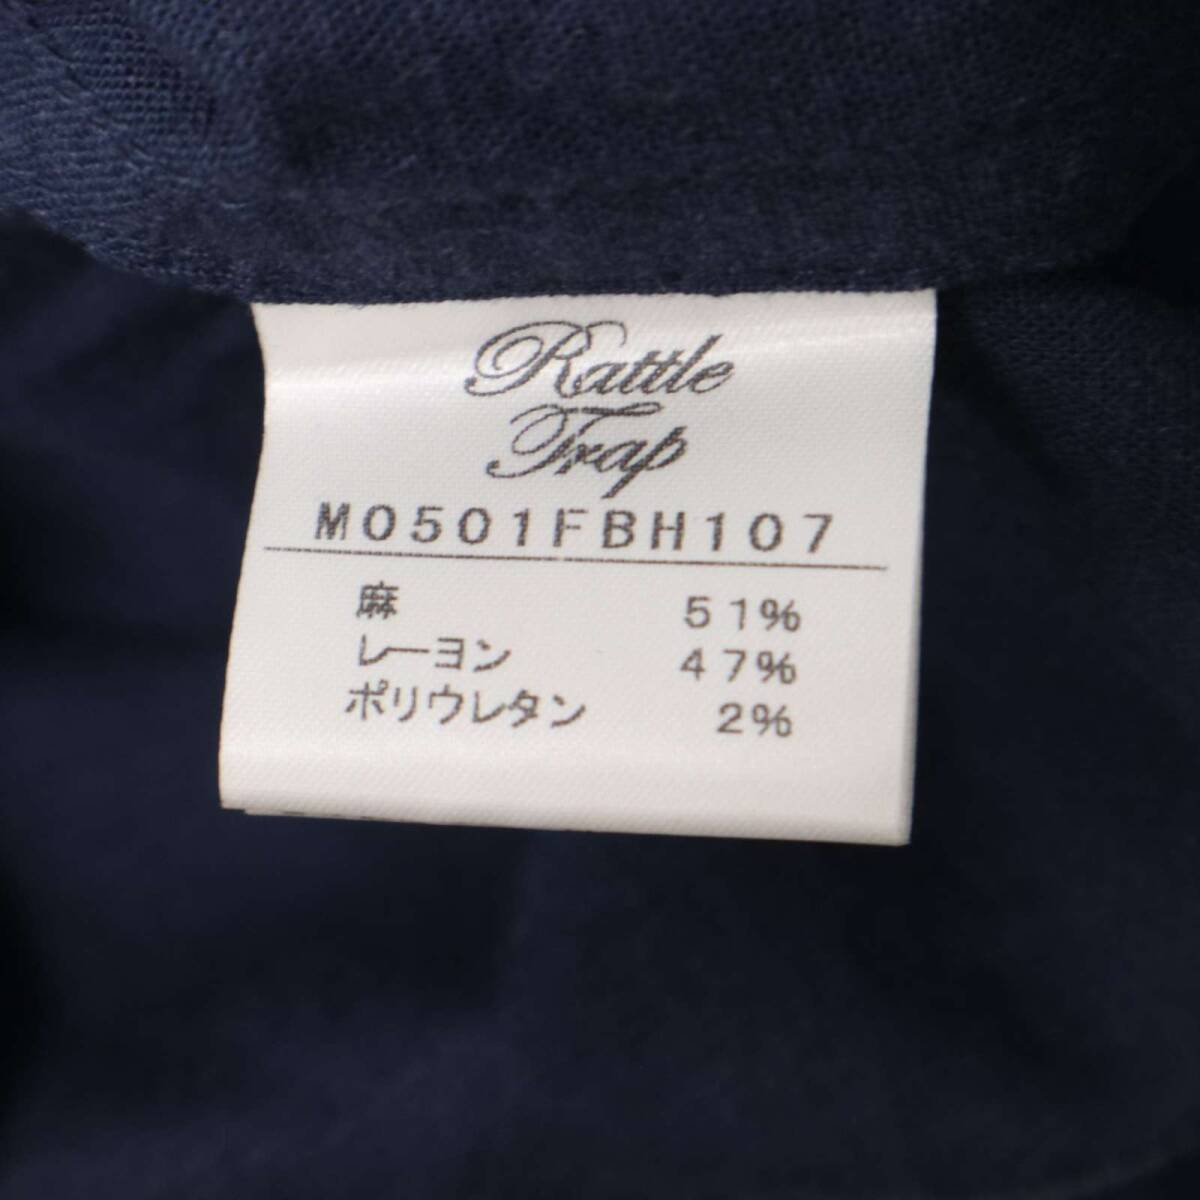 Rattle
Trap
M0501FBH107
麻 51%
レーヨン 47%
ポリウレタン 2%